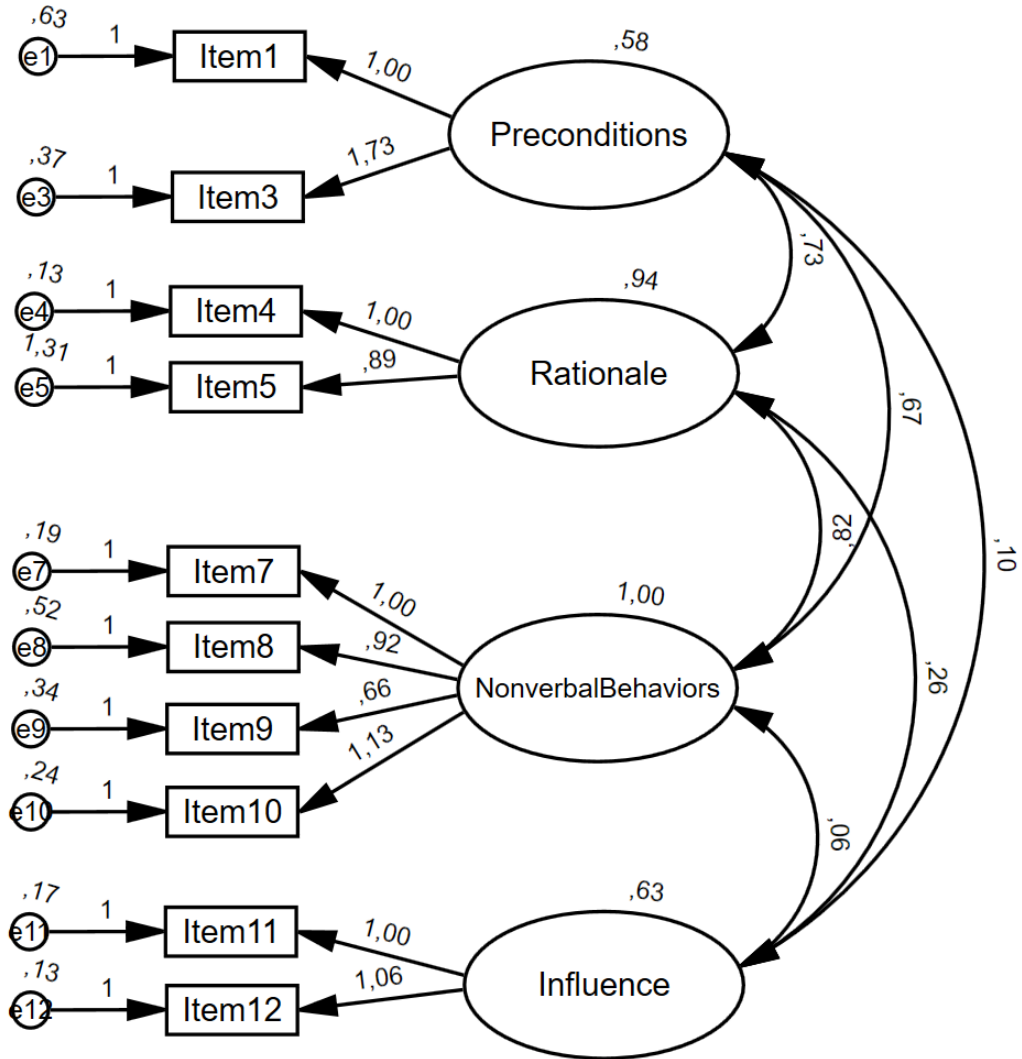 ,63
e1
1
Item1
1,00
,58
Preconditions
,37
e3
1
Item3
1,73
,73
,13
e4
1
Item4
1,00
,94
Rationale
1,31
e5
1
Item5
,89
,67
,82
,10
,19
e7
1
Item7
1,00
1,00
NonverbalBehaviors
,52
e8
1
Item8
,92
,26
,34
e9
1
Item9
,66
,24
e10
1
Item10
1,13
,06
,17
e11
1
Item11
1,00
,63
Influence
,13
e12
1
Item12
1,06